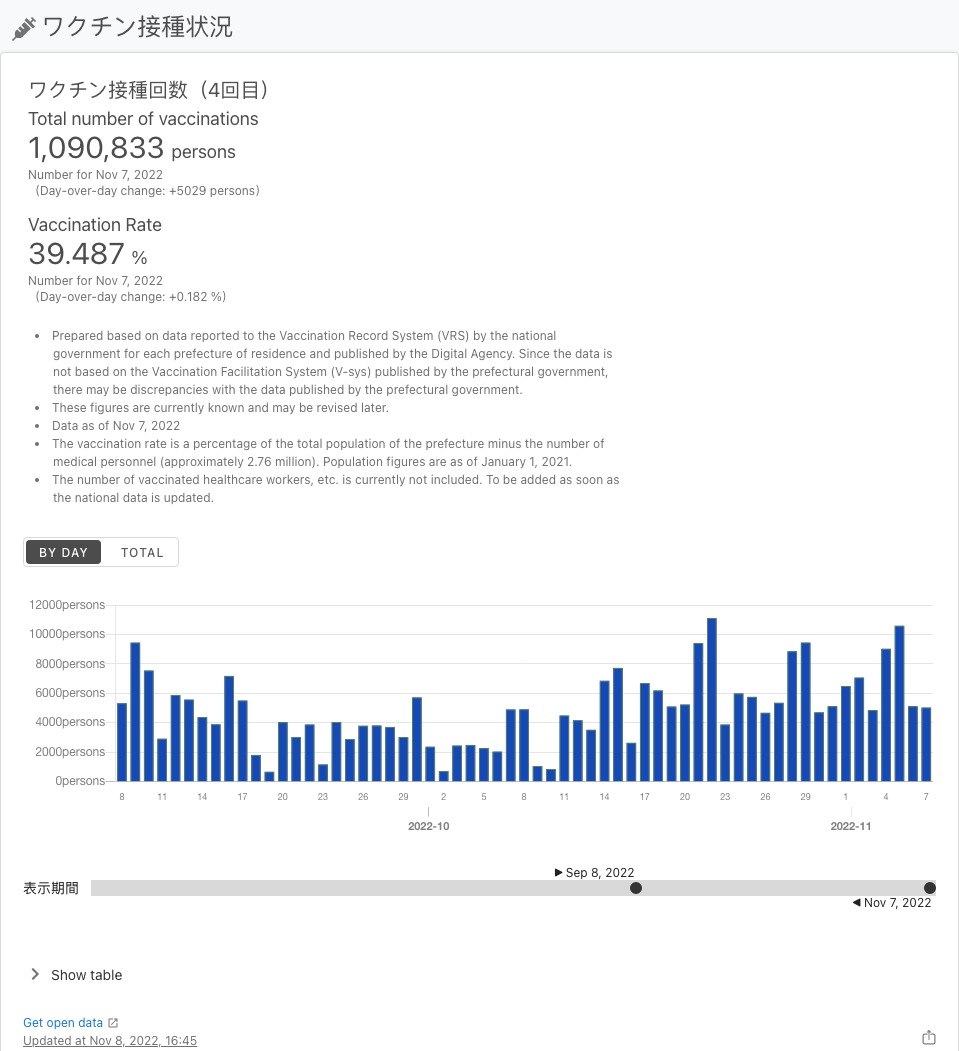 ワクチン接種状況
ワクチン接種回数（4回目）
Total number of vaccinations
1,090,833 persons
Number for Nov 7, 2022
（Day-over-day change: +5029 persons）
Vaccination Rate
39.487 %
Number for Nov 7, 2022
（Day-over-day change: +0.182 %）
• Prepared based on data reported to the Vaccination Record System (VRS) by the national
government for each prefecture of residence and published by the Digital Agency. Since the data is
not based on the Vaccination Facilitation System (V-sys) published by the prefectural government,
there may be discrepancies with the data published by the prefectural government.
• These figures are currently known and may be revised later.
• Data as of Nov 7, 2022
• The vaccination rate is a percentage of the total population of the prefecture minus the number of
medical personnel (approximately 2.76 million). Population figures are as of January 1, 2021.
• The number of vaccinated healthcare workers, etc. is currently not included. To be added as soon as
the national data is updated.
BY DAY TOTAL
12000persons
10000persons
8000persons
6000persons
4000persons
2000persons
0persons
8 11 14 17 20 23 26 29 2 5 8 11 14 17 20 23 26 29 1 4 7
2022-10 2022-11
▶ Sep 8, 2022
表示期間
◀ Nov 7, 2022
Show table
Get open data
Updated at Nov 8, 2022, 16:45